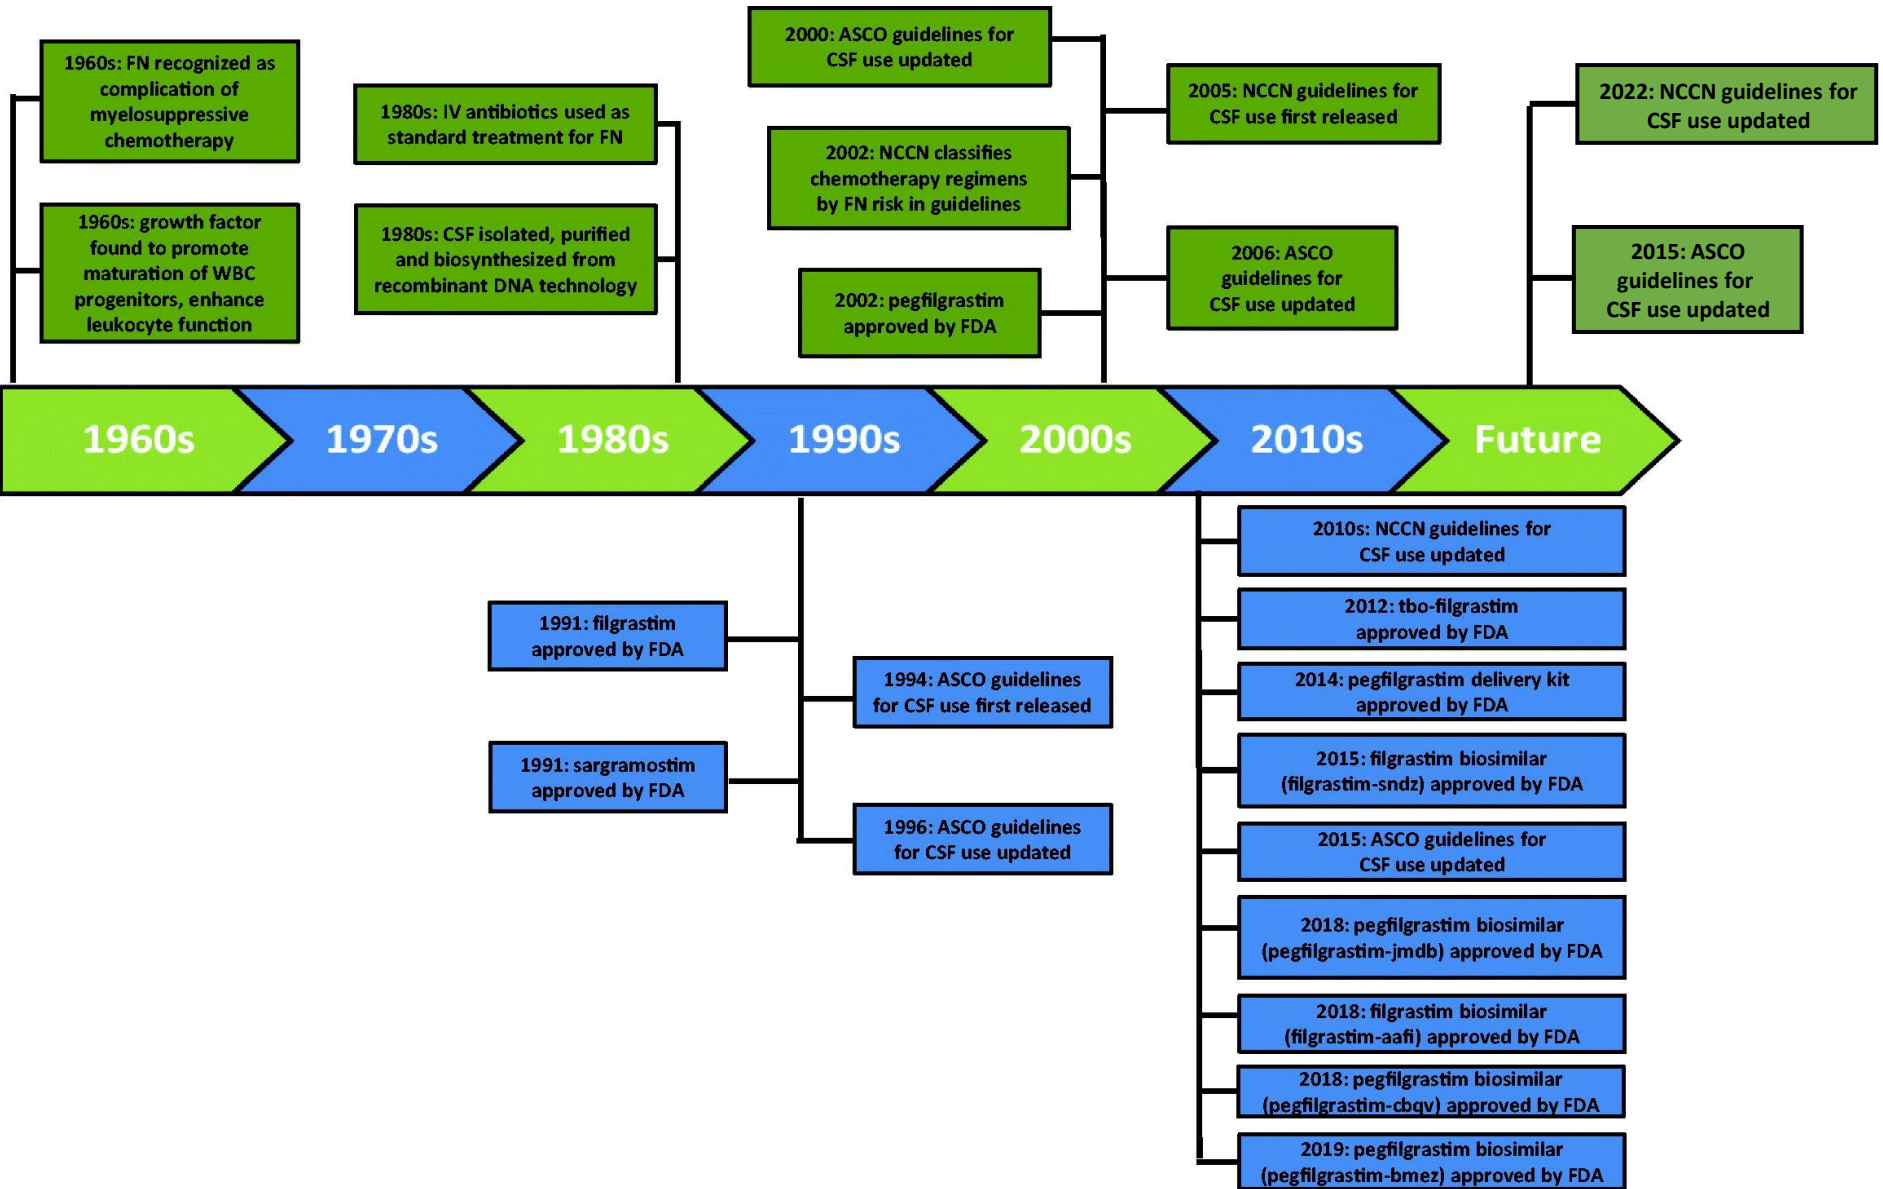 1960s: FN recognized as
complication of
myelosuppressive
chemotherapy
1960s: growth factor
found to promote
maturation of WBC
progenitors, enhance
leukocyte function
1980s: IV antibiotics used as
standard treatment for FN
1980s: CSF isolated, purified
and biosynthesized from
recombinant DNA technology
2000: ASCO guidelines for
CSF use updated
2002: NCCN classifies
chemotherapy regimens
by FN risk in guidelines
2002: pegfilgrastim
approved by FDA
2005: NCCN guidelines for
CSF use first released
2006: ASCO
guidelines for
CSF use updated
2022: NCCN guidelines for
CSF use updated
2015: ASCO
guidelines for
CSF use updated
1960s
1970s
1980s
1990s
2000s
2010s
Future
1991: filgrastim
approved by FDA
1991: sargramostim
approved by FDA
1994: ASCO guidelines
for CSF use first released
1996: ASCO guidelines
for CSF use updated
2010s: NCCN guidelines for
CSF use updated
2012: tbo-filgrastim
approved by FDA
2014: pegfilgrastim delivery kit
approved by FDA
2015: filgrastim biosimilar
(filgrastim-sndz) approved by FDA
2015: ASCO guidelines for
CSF use updated
2018: pegfilgrastim biosimilar
(pegfilgrastim-jmdb) approved by FDA
2018: filgrastim biosimilar
(filgrastim-aafi) approved by FDA
2018: pegfilgrastim biosimilar
(pegfilgrastim-cbqv) approved by FDA
2019: pegfilgrastim biosimilar
(pegfilgrastim-bmez) approved by FDA